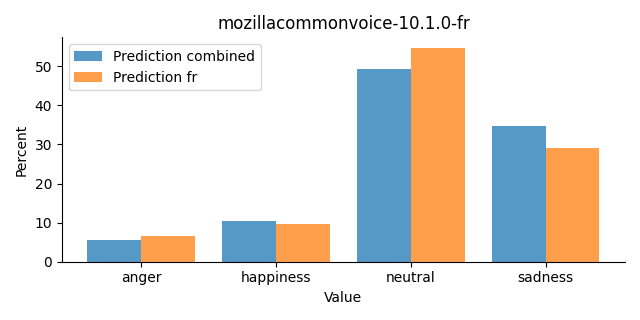 mozillacommonvoice-10.1.0-fr
Prediction combined
Prediction fr
Percent
50
40
30
20
10
0
anger happiness neutral sadness
Value